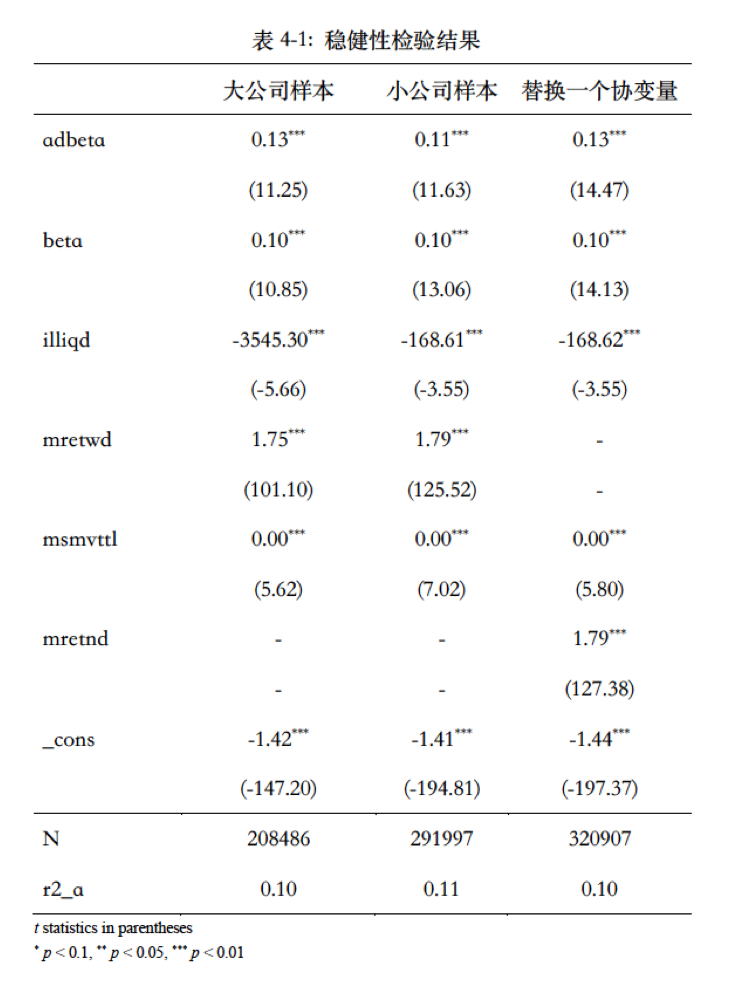 表 4-1: 稳健性检验结果
大公司样本 小公司样本 替换一个协变量
adbeta 0.13*** 0.11*** 0.13***
(11.25) (11.63) (14.47)
beta 0.10*** 0.10*** 0.10***
(10.85) (13.06) (14.13)
illiqd -3545.30*** -168.61*** -168.62***
(-5.66) (-3.55) (-3.55)
mretwd 1.75*** 1.79*** -
(101.10) (125.52) -
msmvttl 0.00*** 0.00*** 0.00***
(5.62) (7.02) (5.80)
mretnd - - 1.79***
- - (127.38)
_cons -1.42*** -1.41*** -1.44***
(-147.20) (-194.81) (-197.37)
N 208486 291997 320907
r2_a 0.10 0.11 0.10
t statistics in parentheses
* p < 0.1, ** p < 0.05, *** p < 0.01